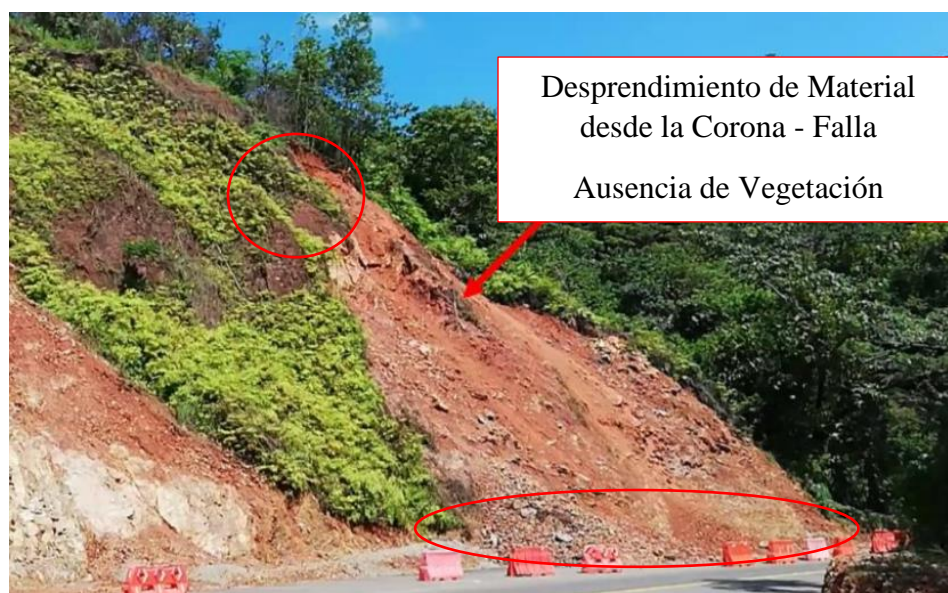 Desprendimiento de Material
desde la Corona - Falla
Ausencia de Vegetación